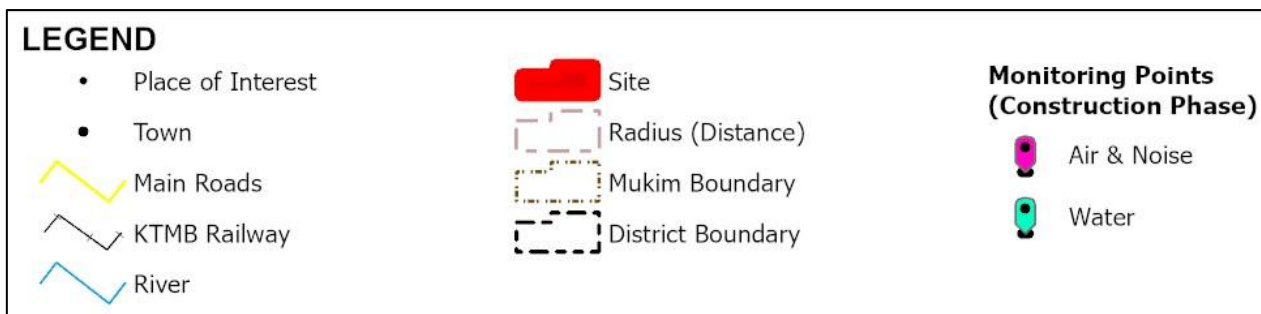 LEGEND
Place of Interest
Town
Main Roads
KTMB Railway
River
Site
Radius (Distance)
Mukim Boundary
District Boundary
Monitoring Points
(Construction Phase)
Air & Noise
Water